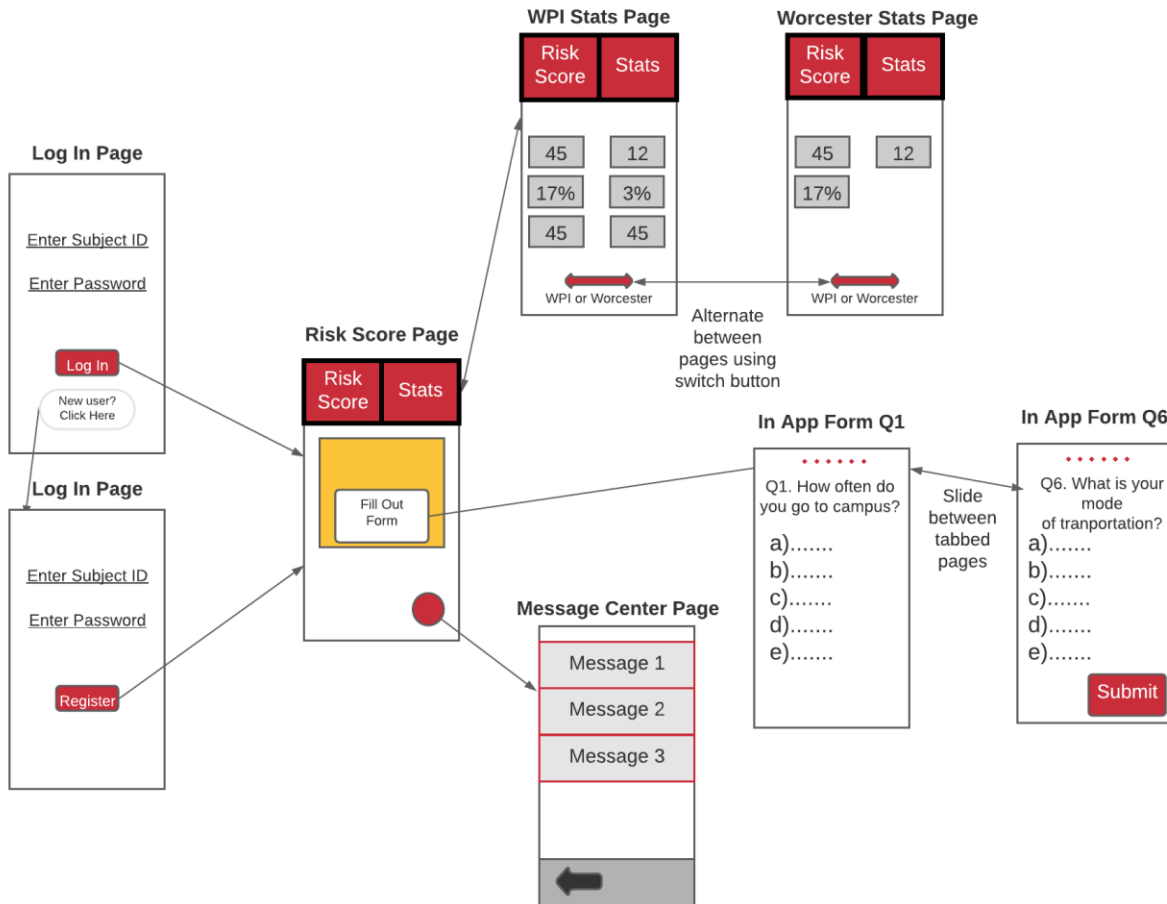 WPI Stats Page
Risk
Score
Stats
45
12
17%
3%
45
45
WPI or Worcester
Worcester Stats Page
Risk
Score
Stats
45
12
17%
WPI or Worcester
Alternate
between
pages using
switch button
Log In Page
Enter Subject ID
Enter Password
Log In
New user?
Click Here
Log In Page
Enter Subject ID
Enter Password
Register
Risk Score Page
Risk
Score
Stats
Fill Out
Form
Message Center Page
Message 1
Message 2
Message 3
In App Form Q1
Q1. How often do
you go to campus?
a).......
b).......
c).......
d).......
e).......
Slide
between
tabbed
pages
In App Form Q6
Q6. What is your
mode
of tranportation?
a).......
b).......
c).......
d).......
e).......
Submit